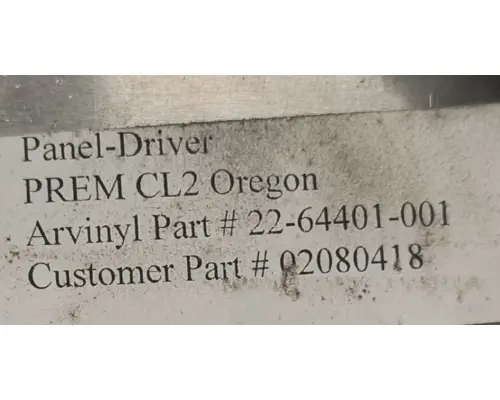 Panel-Driver
PREM CL2 Oregon
Arvinyl Part # 22-64401-001
Customer Part # 02080418